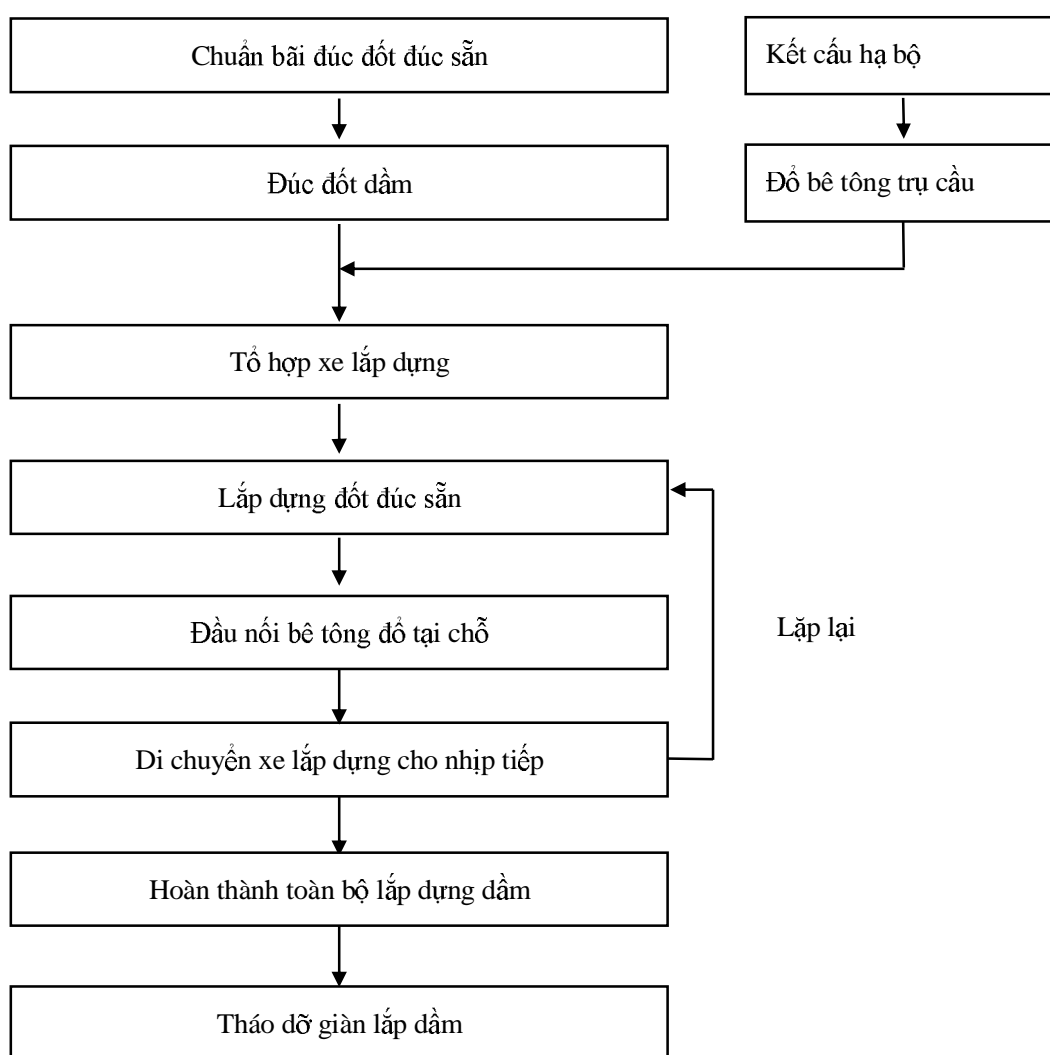 Chuẩn bãi đúc đốt đúc sẵn
Kết cấu hạ bộ
Đúc đốt dầm
Đổ bê tông trụ cầu
Tổ hợp xe lắp dựng
Lắp dựng đốt đúc sẵn
Đầu nối bê tông đổ tại chỗ
Lặp lại
Di chuyển xe lắp dựng cho nhịp tiếp
Hoàn thành toàn bộ lắp dựng dầm
Tháo dỡ giàn lắp dầm